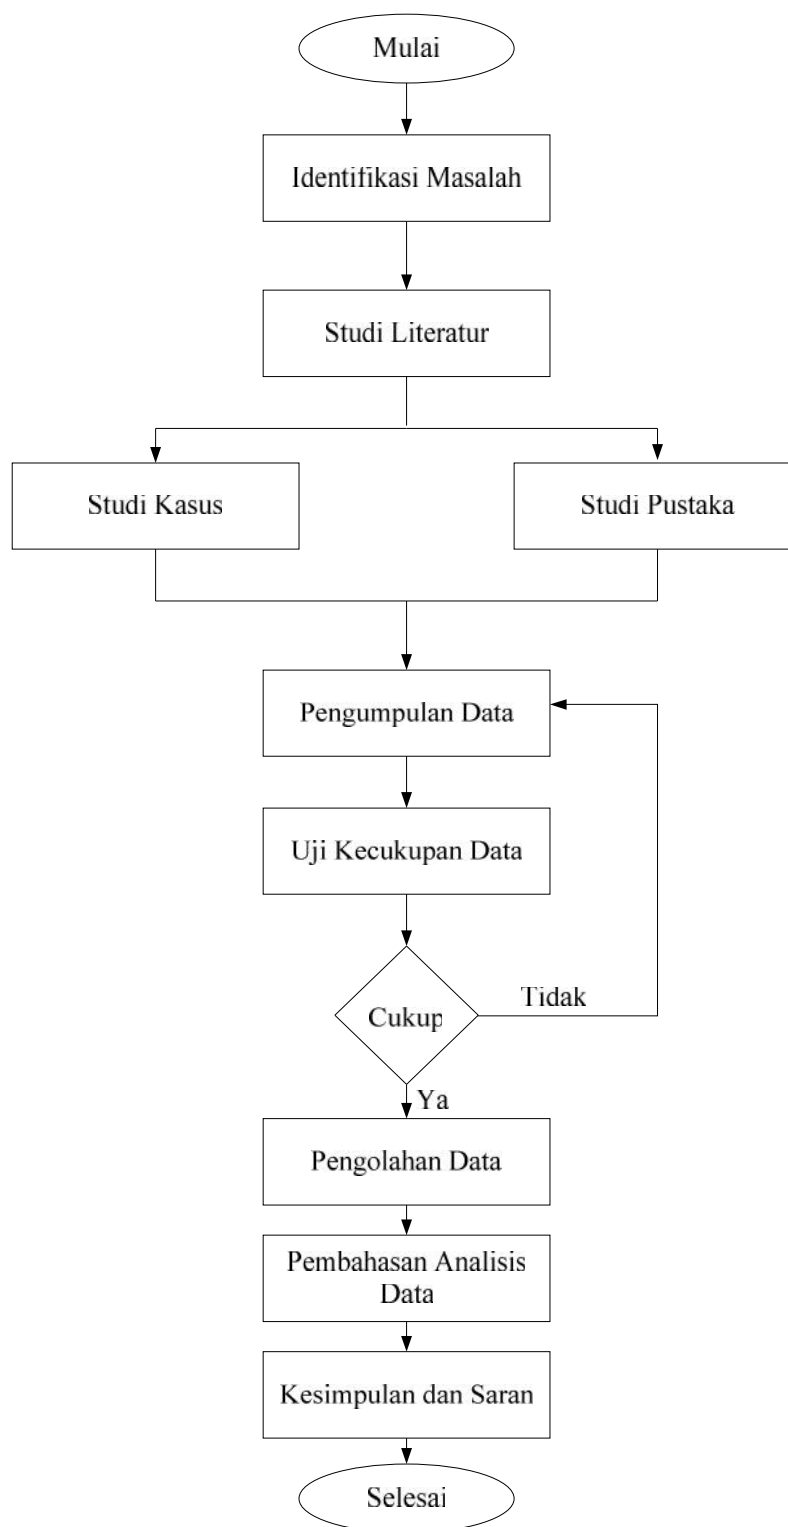 Mulai
Identifikasi Masalah
Studi Literatur
Studi Kasus
Studi Pustaka
Pengumpulan Data
Uji Kecukupan Data
Cukup
Tidak
Ya
Pengolahan Data
Pembahasan Analisis
Data
Kesimpulan dan Saran
Selesai